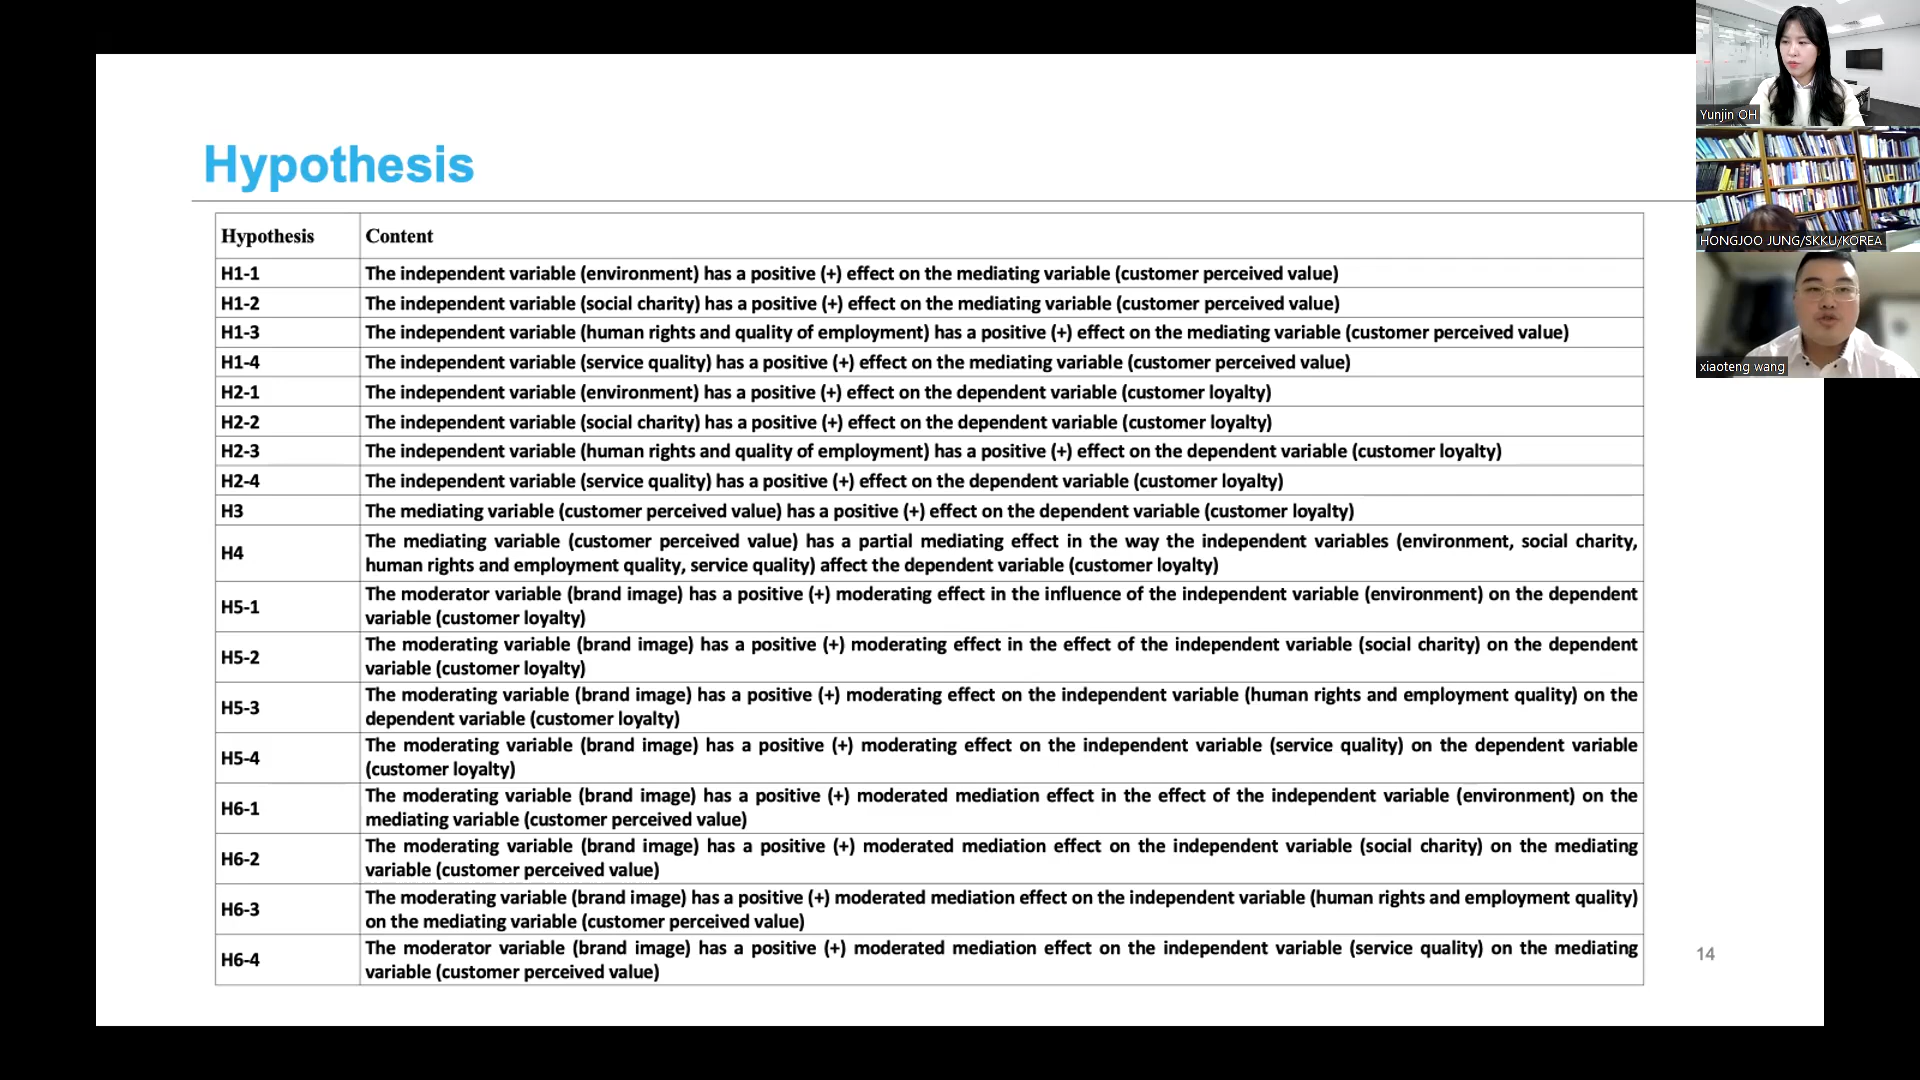 Hypothesis
Hypothesis Content
H1-1 The independent variable (environment) has a positive (+) effect on the mediating variable (customer perceived value)
H1-2 The independent variable (social charity) has a positive (+) effect on the mediating variable (customer perceived value)
H1-3 The independent variable (human rights and quality of employment) has a positive (+) effect on the mediating variable (customer perceived value)
H1-4 The independent variable (service quality) has a positive (+) effect on the mediating variable (customer perceived value)
H2-1 The independent variable (environment) has a positive (+) effect on the dependent variable (customer loyalty)
H2-2 The independent variable (social charity) has a positive (+) effect on the dependent variable (customer loyalty)
H2-3 The independent variable (human rights and quality of employment) has a positive (+) effect on the dependent variable (customer loyalty)
H2-4 The independent variable (service quality) has a positive (+) effect on the dependent variable (customer loyalty)
H3 The mediating variable (customer perceived value) has a positive (+) effect on the dependent variable (customer loyalty)
H4 The mediating variable (customer perceived value) has a partial mediating effect in the way the independent variables (environment, social charity,
human rights and employment quality, service quality) affect the dependent variable (customer loyalty)
H5-1 The moderator variable (brand image) has a positive (+) moderating effect in the influence of the independent variable (environment) on the dependent
variable (customer loyalty)
H5-2 The moderating variable (brand image) has a positive (+) moderating effect in the effect of the independent variable (social charity) on the dependent
variable (customer loyalty)
H5-3 The moderating variable (brand image) has a positive (+) moderating effect on the independent variable (human rights and employment quality) on the
dependent variable (customer loyalty)
H5-4 The moderating variable (brand image) has a positive (+) moderating effect on the independent variable (service quality) on the dependent variable
(customer loyalty)
H6-1 The moderating variable (brand image) has a positive (+) moderated mediation effect in the effect of the independent variable (environment) on the
mediating variable (customer perceived value)
H6-2 The moderating variable (brand image) has a positive (+) moderated mediation effect on the independent variable (social charity) on the mediating
variable (customer perceived value)
H6-3 The moderating variable (brand image) has a positive (+) moderated mediation effect on the independent variable (human rights and employment quality)
on the mediating variable (customer perceived value)
H6-4 The moderator variable (brand image) has a positive (+) moderated mediation effect on the independent variable (service quality) on the mediating
variable (customer perceived value)
14
Yunjin OH
HONGJOO JUNG/SKKU/KOREA
xiaoteng wang